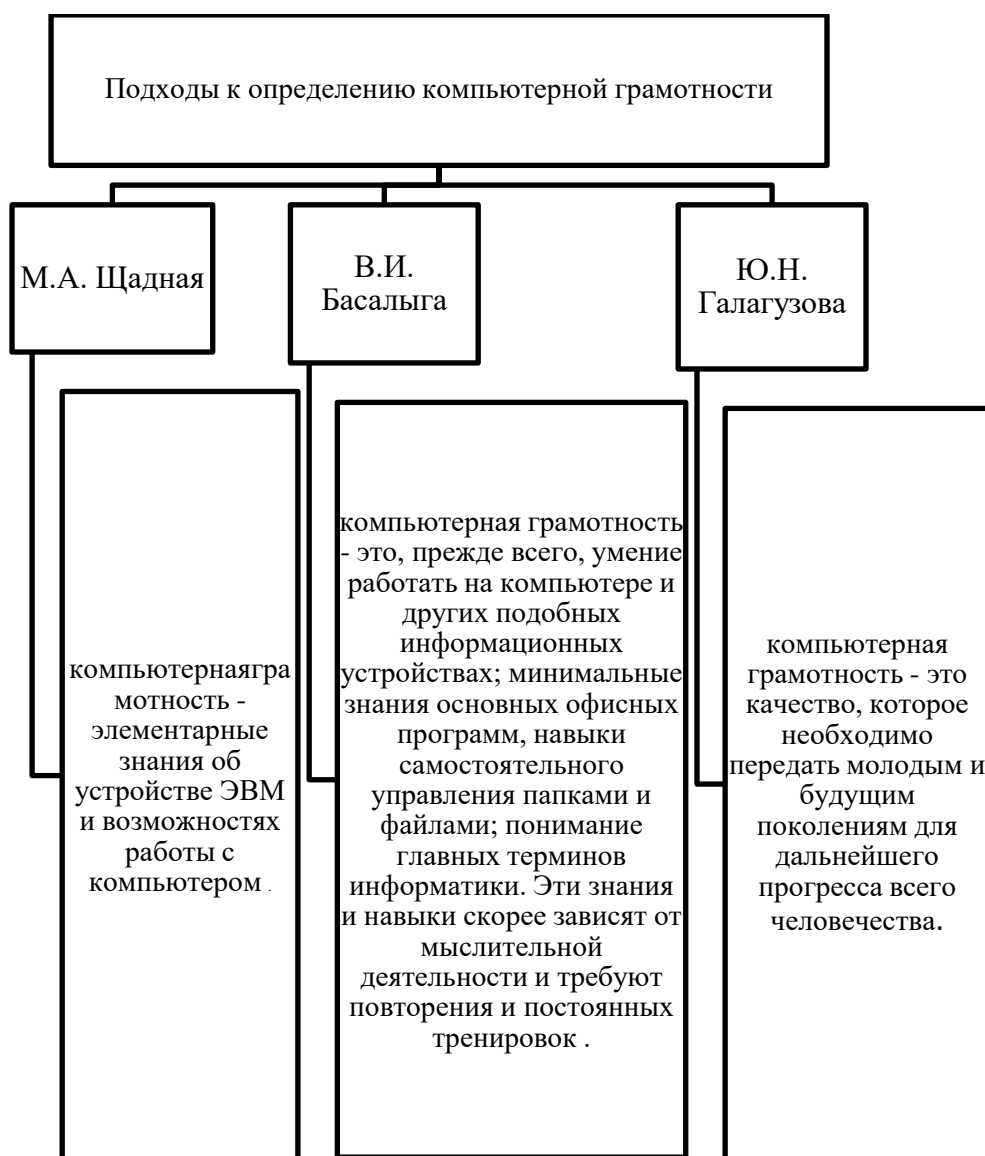 Подходы к определению компьютерной грамотности
М.А. Щадная
В.И.
Басалыга
Ю.Н.
Галагузова
компьютернаягра
мотность -
элементарные
знания об
устройстве ЭВМ
и возможностях
работы с
компьютером .
компьютерная грамотность
- это, прежде всего, умение
работать на компьютере и
других подобных
информационных
устройствах; минимальные
знания основных офисных
программ, навыки
самостоятельного
управления папками и
файлами; понимание
главных терминов
информатики. Эти знания
и навыки скорее зависят от
мыслительной
деятельности и требуют
повторения и постоянных
тренировок .
компьютерная
грамотность - это
качество, которое
необходимо
передать молодым и
будущим
поколениям для
дальнейшего
прогресса всего
человечества.